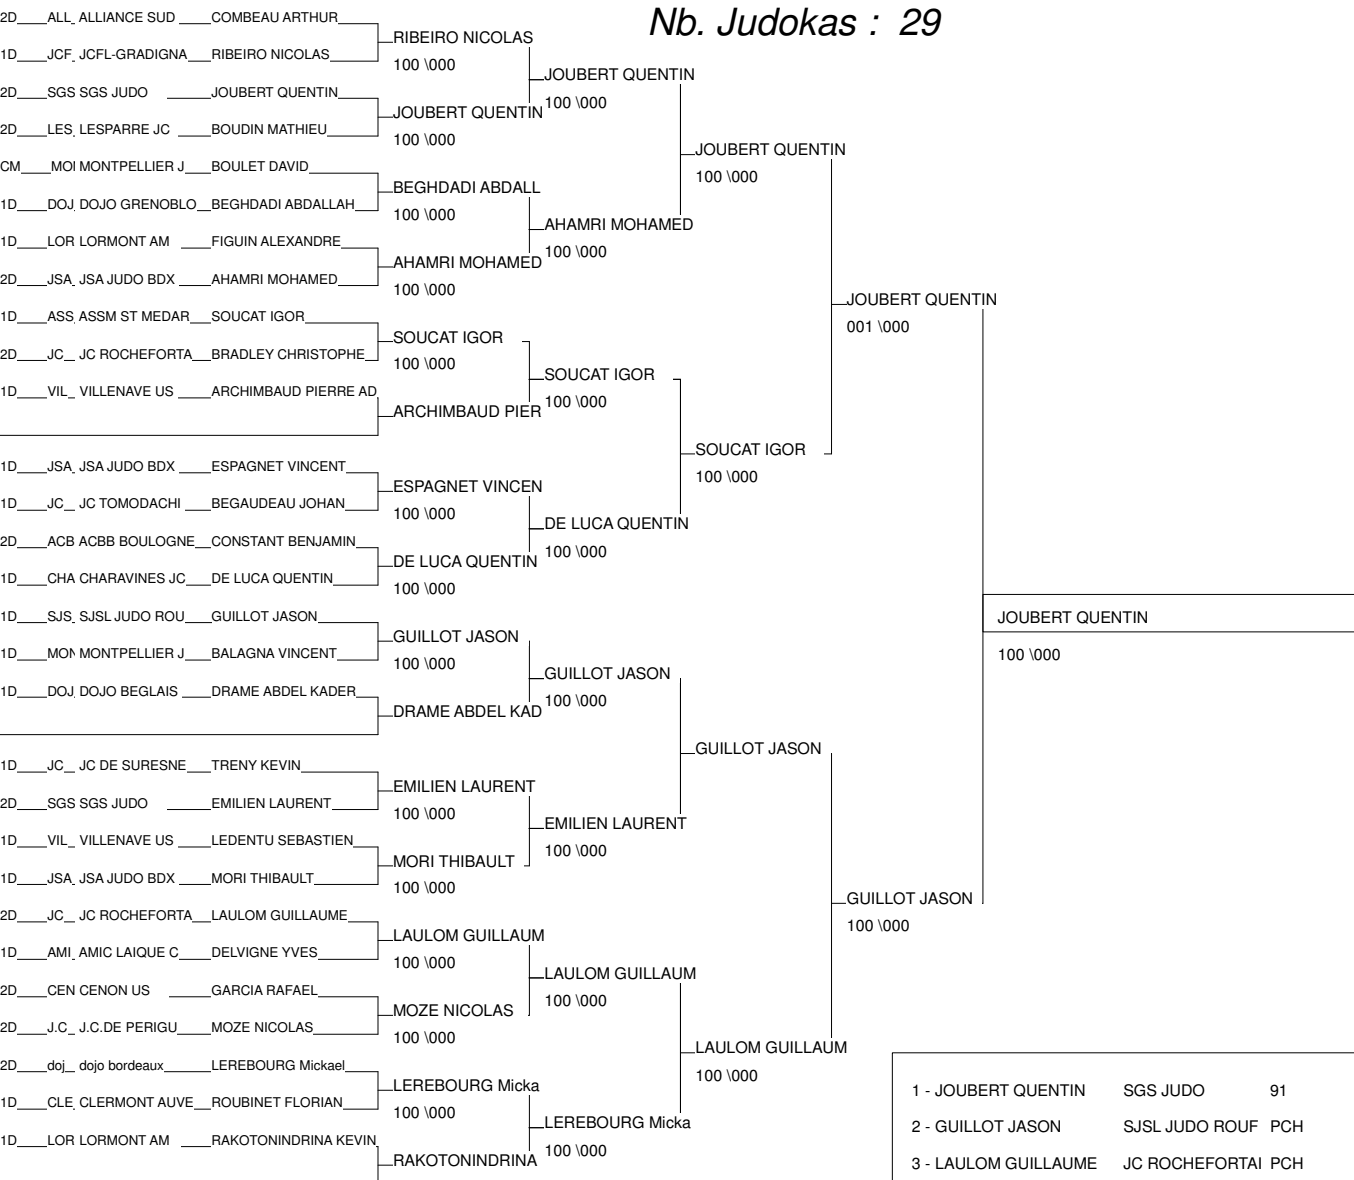 Nb. Judokas : 29
2D ALL ALLIANCE SUD COMBEAU ARTHUR
1D JCF JCFL-GRADIGNA RIBEIRO NICOLAS
2D SGS SGS JUDO JOUBERT QUENTIN
2D LES LESPARRE JC BOUDIN MATHIEU
CM MOI MONTPELLIER J BOULET DAVID
1D DOJ DOJO GRENOBLO BEGHDADI ABDALLAH
1D LOR LORMONT AM FIGUIN ALEXANDRE
2D JSA JSA JUDO BDX AHAMRI MOHAMED
1D ASS ASSM ST MEDAR SOUCAT IGOR
2D JC JC ROCHEFORTA BRADLEY CHRISTOPHE
1D VIL VILLENAVE US ARCHIMBAUD PIERRE AD
1D JSA JSA JUDO BDX ESPAGNET VINCENT
1D JC JC TOMODACHI BEGAUDEAU JOHAN
2D ACB ACBB BOULOGNE CONSTANT BENJAMIN
1D CHA CHARAVINES JC DE LUCA QUENTIN
1D SJS SJSL JUDO ROU GUILLOT JASON
1D MON MONTPELLIER J BALAGNA VINCENT
1D DOJ DOJO BEGLAIS DRAME ABDEL KADER
1D JC JC DE SURESNE TRENY KEVIN
2D SGS SGS JUDO EMILIEN LAURENT
1D VIL VILLENAVE US LEDENTU SEBASTIEN
1D JSA JSA JUDO BDX MORI THIBAULT
2D JC JC ROCHEFORTA LAULOM GUILLAUME
1D AMI AMIC LAIQUE C DELVIGNE YVES
2D CEN CENON US GARCIA RAFAEL
2D J.C J.C.DE PERIGU MOZE NICOLAS
2D doj dojo bordeaux LEREBOURG Mickael
1D CLE CLERMONT AUVE ROUBINET FLORIAN
1D LOR LORMONT AM RAKOTONINDRINA KEVIN
RIBEIRO NICOLAS
100 \000
JOUBERT QUENTIN
100 \000
BEGHDADI ABDALL
100 \000
AHAMRI MOHAMED
100 \000
SOUCAT IGOR
100 \000
ARCHIMBAUD PIER
ESPAGNET VINCEN
100 \000
DE LUCA QUENTIN
100 \000
GUILLOT JASON
100 \000
DRAME ABDEL KAD
EMILIEN LAURENT
100 \000
MORI THIBAULT
100 \000
LAULOM GUILLAUM
100 \000
MOZE NICOLAS
100 \000
LEREBOURG Micka
100 \000
RAKOTONINDRINA
JOUBERT QUENTIN
100 \000
AHAMRI MOHAMED
100 \000
SOUCAT IGOR
100 \000
DE LUCA QUENTIN
100 \000
GUILLOT JASON
100 \000
EMILIEN LAURENT
100 \000
LAULOM GUILLAUM
100 \000
LEREBOURG Micka
100 \000
JOUBERT QUENTIN
100 \000
SOUCAT IGOR
100 \000
GUILLOT JASON
LAULOM GUILLAUM
100 \000
JOUBERT QUENTIN
001 \000
GUILLOT JASON
100 \000
JOUBERT QUENTIN
100 \000
1 - JOUBERT QUENTIN SGS JUDO 91
2 - GUILLOT JASON SJSL JUDO ROUF PCH
3 - LAULOM GUILLAUME JC ROCHEFORTAI PCH